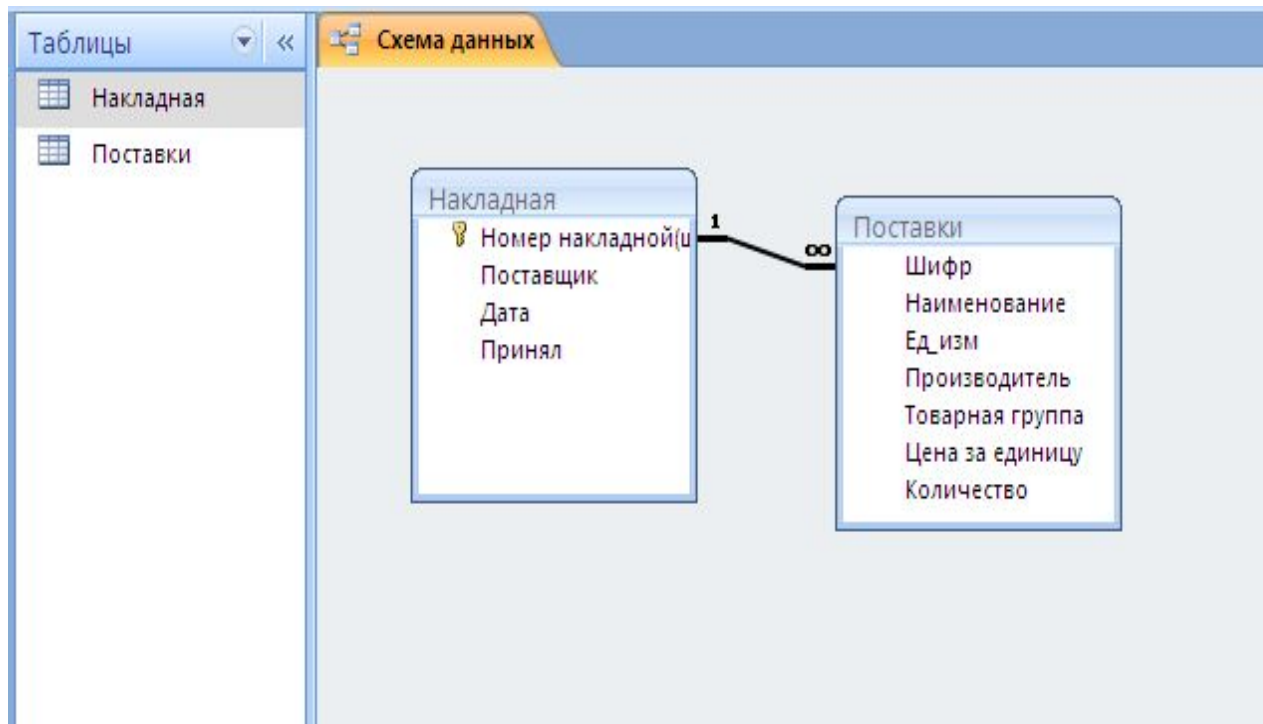 Таблицы
Схема данных
Накладная
Поставки
Накладная
Номер накладной(ш
Поставщик
Дата
Принял
1
∞
Поставки
Шифр
Наименование
Ед_изм
Производитель
Товарная группа
Цена за единицу
Количество